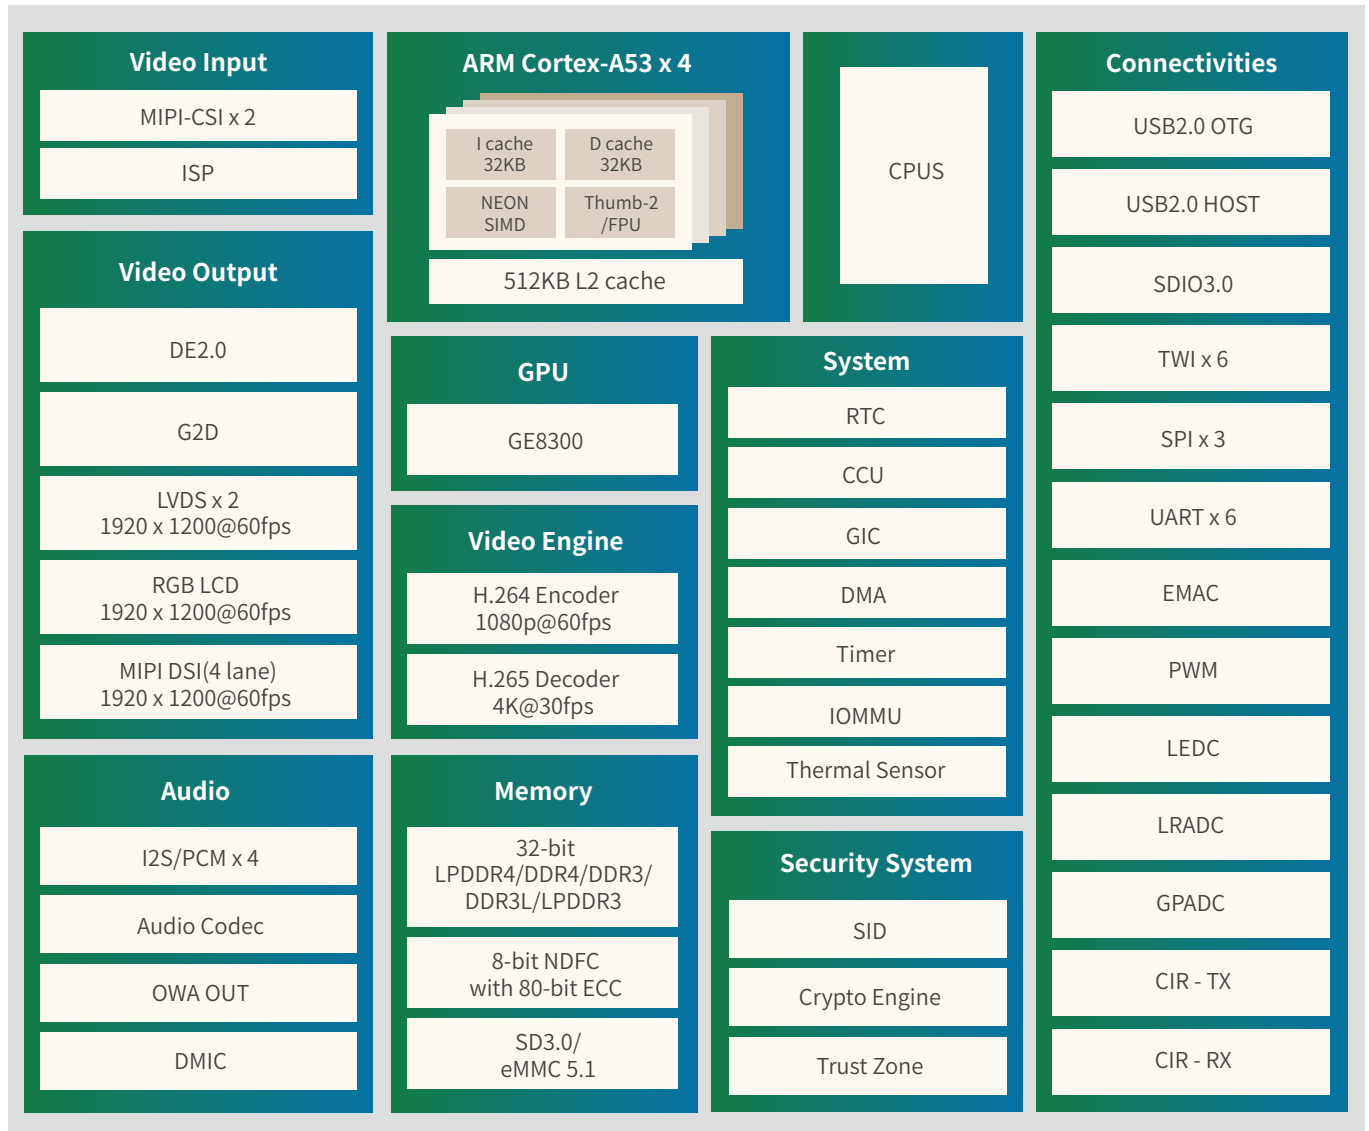 Video Input
MIPI-CSI x 2
ISP
Video Output
DE2.0
G2D
LVDS x 2
1920 x 1200@60fps
RGB LCD
1920 x 1200@60fps
MIPI DSI(4 lane)
1920 x 1200@60fps
Audio
I2S/PCM x 4
Audio Codec
OWA OUT
DMIC
ARM Cortex-A53 x 4
I cache
32KB
D cache
32KB
NEON
SIMD
Thumb-2
/FPU
512KB L2 cache
CPUS
GPU
GE8300
Video Engine
H.264 Encoder
1080p@60fps
H.265 Decoder
4K@30fps
Memory
32-bit
LPDDR4/DDR4/DDR3/
DDR3L/LPDDR3
8-bit NDFC
with 80-bit ECC
SD3.0/
eMMC 5.1
System
RTC
CCU
GIC
DMA
Timer
IOMMU
Thermal Sensor
Security System
SID
Crypto Engine
Trust Zone
Connectivities
USB2.0 OTG
USB2.0 HOST
SDIO3.0
TWI x 6
SPI x 3
UART x 6
EMAC
PWM
LEDC
LRADC
GPADC
CIR - TX
CIR - RX